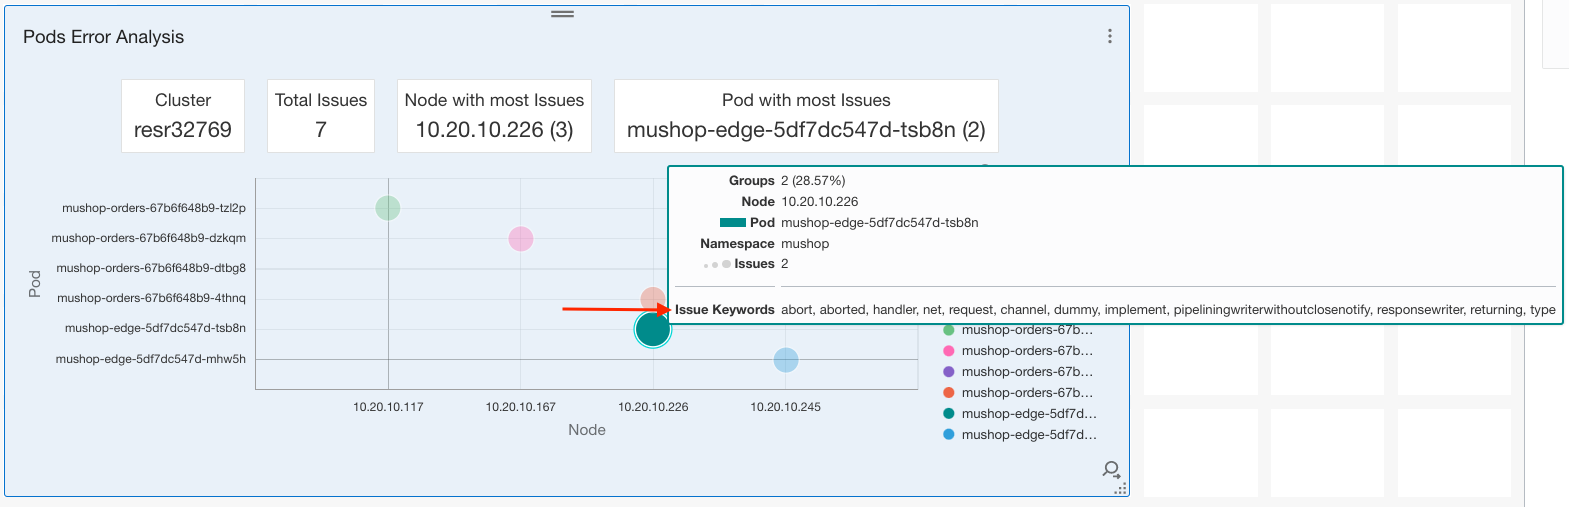 Pods Error Analysis
Cluster
resr32769
Total Issues
7
Node with most Issues
10.20.10.226 (3)
Pod with most Issues
mushop-edge-5df7dc547d-tsb8n (2)
Groups 2 (28.57%)
Node 10.20.10.226
Pod mushop-edge-5df7dc547d-tsb8n
Namespace mushop
Issues 2
Issue Keywords abort, aborted, handler, net, request, channel, dummy, implement, pipeliningwriterwithoutclosenotify, responsewriter, returning, type
Pod
mushop-orders-67b6f648b9-tzl2p
mushop-orders-67b6f648b9-dzkqm
mushop-orders-67b6f648b9-dtbg8
mushop-orders-67b6f648b9-4thnq
mushop-edge-5df7dc547d-tsb8n
mushop-edge-5df7dc547d-mhw5h
10.20.10.117
10.20.10.167
10.20.10.226
10.20.10.245
Node
mushop-orders-67b...
mushop-orders-67b...
mushop-orders-67b...
mushop-orders-67b...
mushop-edge-5df7d...
mushop-edge-5df7d...